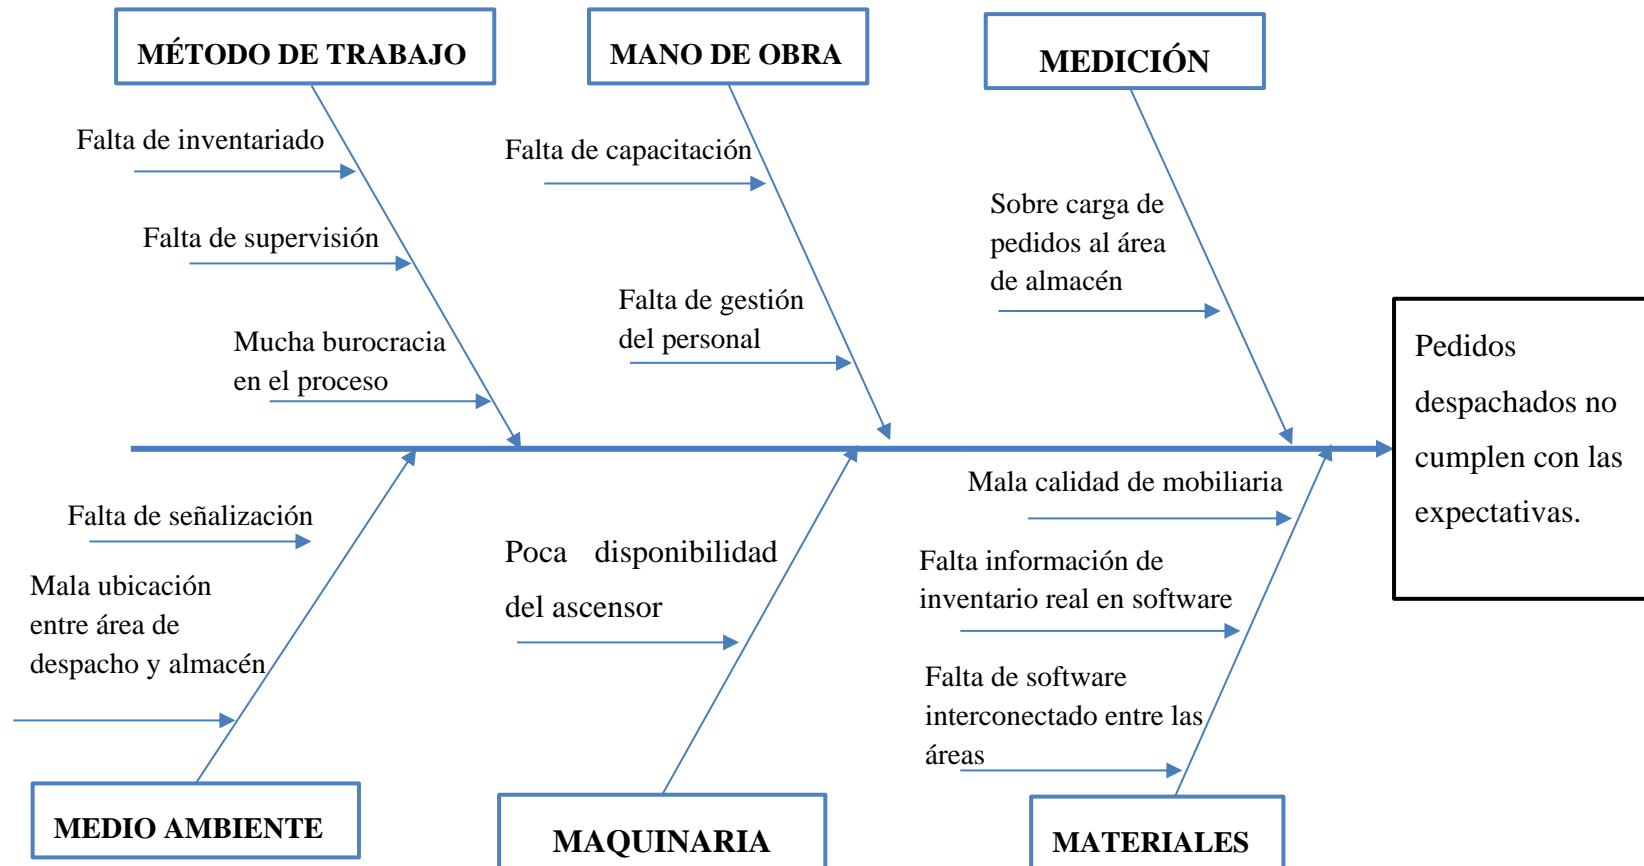 MÉTODO DE TRABAJO
MANO DE OBRA
MEDICIÓN
Falta de inventariado
Falta de supervisión
Mucha burocracia
en el proceso
Falta de capacitación
Falta de gestión
del personal
Sobre carga de
pedidos al área
de almacén
Pedidos
despachados no
cumplen con las
expectativas.
Falta de señalización
Mala ubicación
entre área de
despacho y almacén
Poca disponibilidad
del ascensor
Mala calidad de mobiliaria
Falta información de
inventario real en software
Falta de software
interconectado entre las
áreas
MEDIO AMBIENTE
MAQUINARIA
MATERIALES